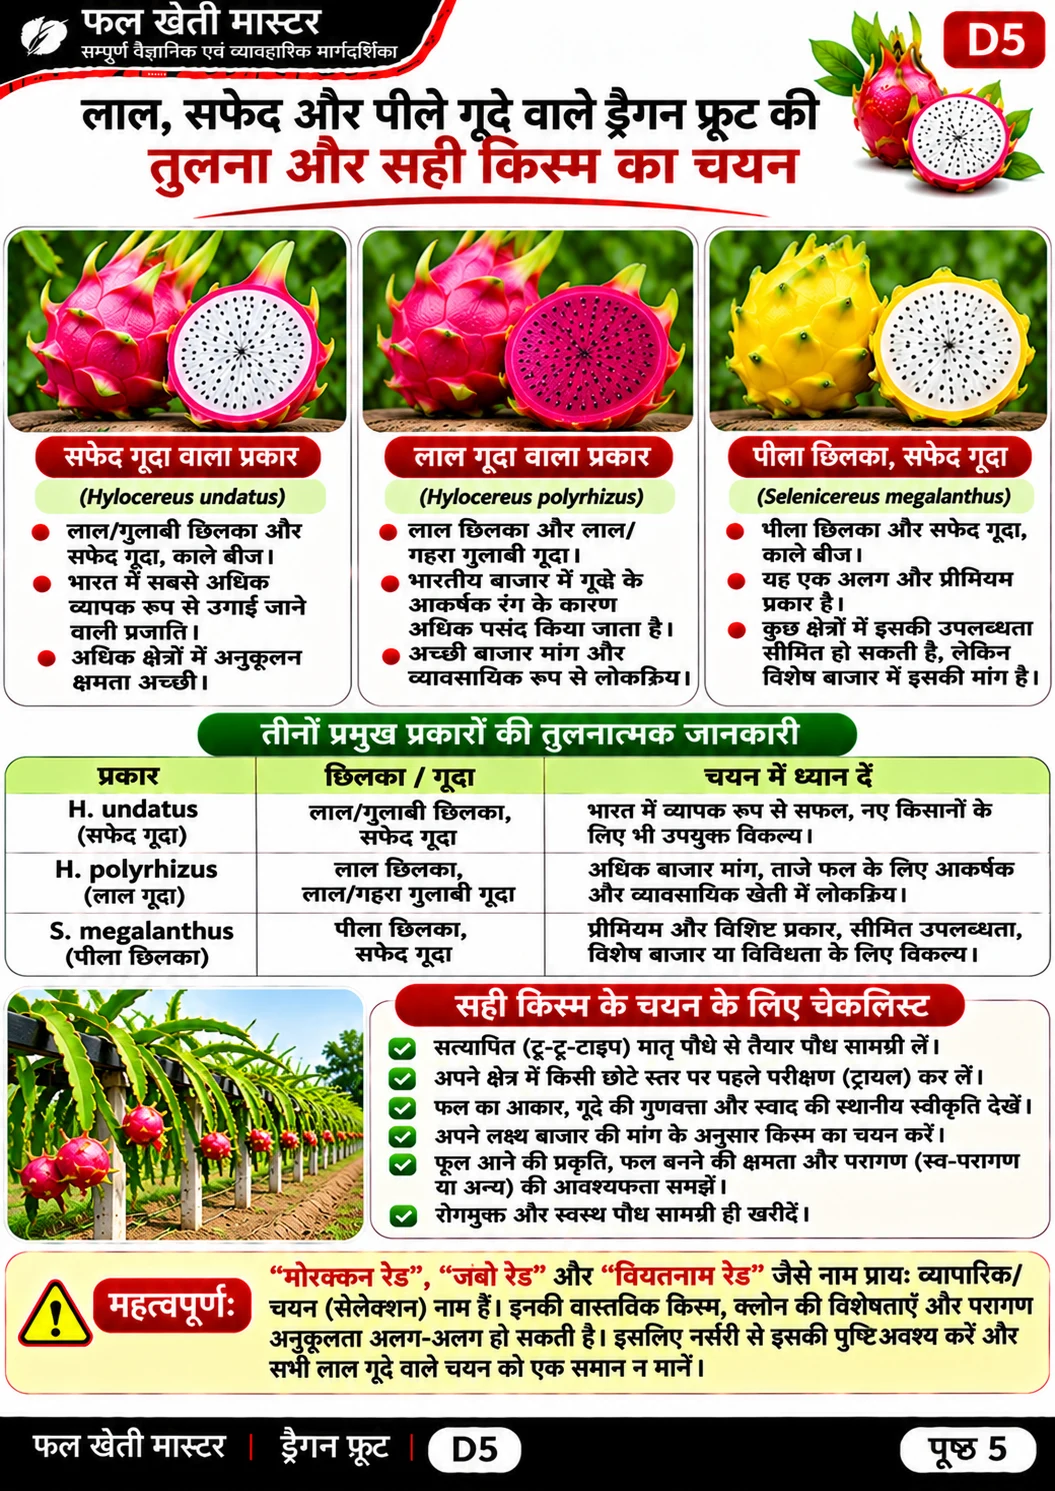 फल खेती मास्टर
सम्पुर्ण वैज्ञानिक एवं व्यावहारिक मार्गदर्शिका
D5
लाल, सफेद और पीले गूदे वाले ड्रैगन फ्रूट की
तुलना और सही किस्म का चयन
सफेद गूदा वाला प्रकार
(Hylocereus undatus)
लाल/गुलाबी छिलका और
सफेद गूदा, काले बीज।
भारत में सबसे अधिक
व्यापक रूप से उगाई जाने
वाली प्रजाति।
अधिक क्षेत्रों में अनुकूलन
क्षमता अच्छी।
लाल गूदा वाला प्रकार
(Hylocereus polyrhizus)
लाल छिलका और लाल/
गहरा गुलाबी गूदा।
भारतीय बाजार में के
आकर्षक रंग के कारण
अधिक पसंद किया जाता है।
अच्छी बाजार मांग और
व्यावसायिक रूप से लोकप्रिय।
पीला छिलका, सफेद गूदा
(Selenicereus megalanthus)
भीला छिलका और सफेद गूदा,
काले बीज।
यह एक अलग और प्रीमियम
प्रकार है।
कुछ क्षेत्रों में इसकी उपलब्धता
सीमित हो सकती है, लेकिन
विशेष बाजार में इसकी मांग है।
तीनों प्रमुख प्रकारों की तुलनात्मक जानकारी
प्रकार छिलका / गूदा चयन में ध्यान दें
H. undatus
(सफेद गूदा)
लाल/गुलाबी छिलका,
सफेद गूदा
भारत में व्यापक रूप से सफल, नए किसानों के
लिए भी उपयुक्त विकल्प।
H. polyrhizus
(लाल गूदा)
लाल छिलका,
लाल/गहरा गुलाबी गूदा
अधिक बाजार मांग, ताजे फल के लिए आकर्षक
और व्यावसायिक खेती में लोकप्रिय।
S. megalanthus
(पीला छिलका)
पीला छिलका,
सफेद गूदा
प्रीमियम और विशिष्ट प्रकार, सीमित उपलब्धता,
विशेष बाजार या विविधता के लिए विकल्प।
सही किस्म के चयन के लिए चेकलिस्ट
सत्यापित (टू-टू-टाइप) मातृ पौधे से तैयार पौध सामग्री लें।
अपने क्षेत्र में किसी छोटे स्तर पर पहले परीक्षण (ट्रायल) कर लें।
फल का आकार, गूदे की गुणवत्ता और स्वाद की स्थानीय स्वीकृति देखें।
अपने लक्ष्य बाजार की मांग के अनुसार किस्म का चयन करें।
फूल आने की प्रकृति, फल बनने की क्षमता और परागण (स्व-परागण
या अन्य) की आवश्यफता समझें।
रोगमुक्त और स्वस्थ पौध सामग्री ही खरीदें।
महत्वपूर्ण:
“मोरक्कन रेड”, “जंबो रेड” और “वियतनाम रेड” जैसे नाम प्रायः व्यापारिक/
चयन (सेलेक्शन) नाम हैं। इनकी वास्तविक किस्म, क्लोन की विशेषताएँ और परागण
अनुकूलता अलग-अलग हो सकती है। इसलिए नर्सरी से इसकी पुष्टि अवश्य करें और
सभी लाल गूदे वाले चयन को एक समान न मानें।
फल खेती मास्टर | ड्रैगन फ्रूट | D5
पृष्ठ 5